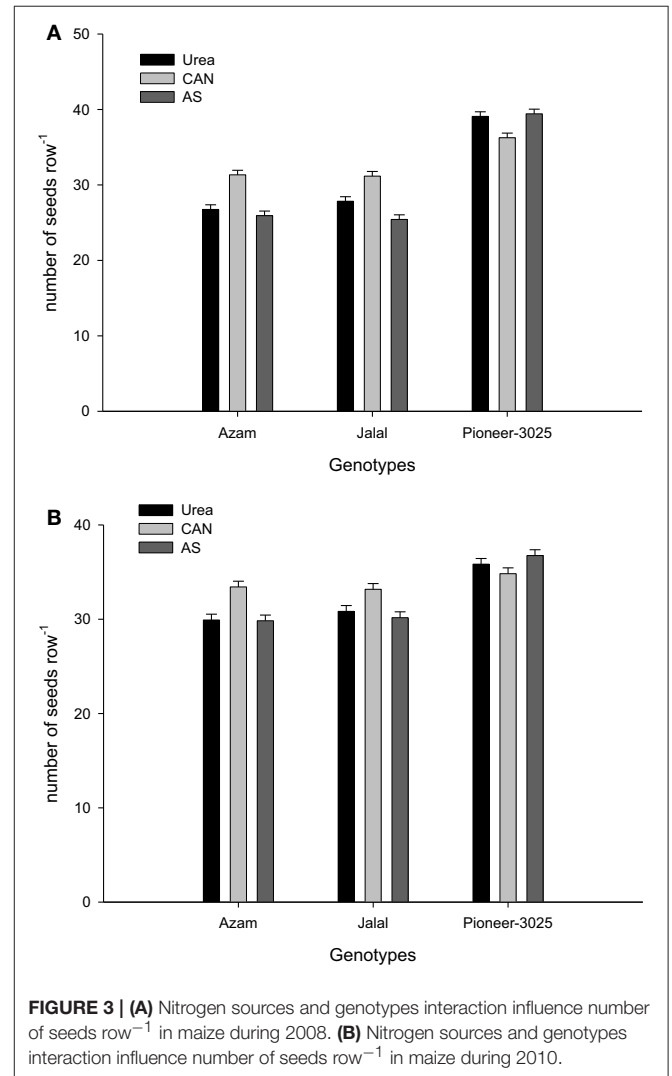 A
Urea
CAN
AS
50
40
30
20
10
0
number of seeds row-1
Azam Jalal Pioneer-3025
Genotypes
B
Urea
CAN
AS
40
30
20
10
0
number of seeds row-1
Azam Jalal Pioneer-3025
Genotypes
FIGURE 3 | (A) Nitrogen sources and genotypes interaction influence number
of seeds row−1 in maize during 2008. (B) Nitrogen sources and genotypes
interaction influence number of seeds row−1 in maize during 2010.